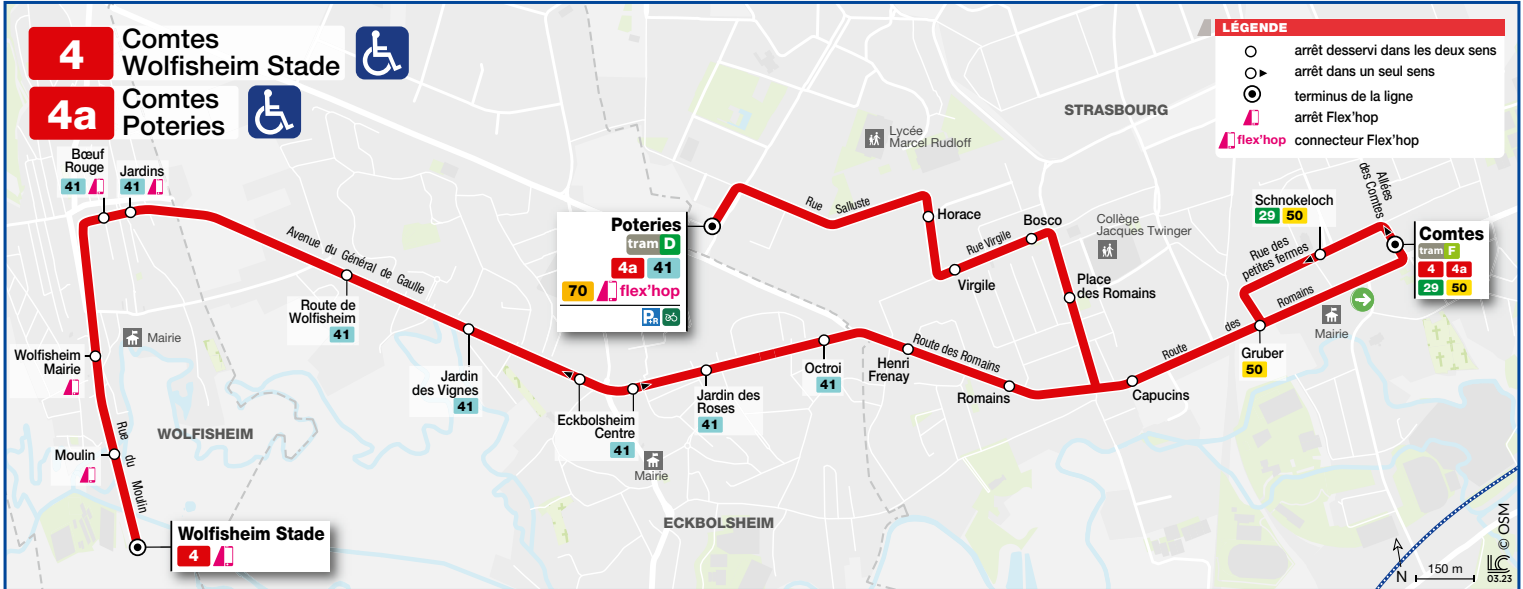 4
Comtes
Wolfisheim Stade
4a
Comtes
Poteries
LÉGENDE
arrêt desservi dans les deux sens
arrêt dans un seul sens
terminus de la ligne
arrêt Flex'hop
flex'hop connecteur Flex'hop
STRASBOURG
Lycée
Marcel Rudloff
Bœuf
Rouge
41
Jardins
41
Avenue du Général de Gaulle
Route de
Wolfisheim
41
Mairie
Wolfisheim
Mairie
Jardin
des Vignes
41
Rue du Moulin
WOLFISHEIM
Moulin
Wolfisheim Stade
4
Poteries
tram D
4a 41
70 flex'hop
P+R
Rue Salluste
Horace
Rue Virgile
Virgile
Bosco
Collège
Jacques Twinger
Place
des Romains
Eckbolsheim
Centre
41
Mairie
Jardin des
Roses
41
Octroi
41
Henri
Frenay
Route des Romains
Romains
Capucins
ECKBOLSHEIM
Route des Romains
Gruber
50
Mairie
Schnokeloch
29 50
Rue des
petites fermes
Allées
des Comtes
Comtes
tram F
4 4a
29 50
N
150 m
© OSM
LC
03.23